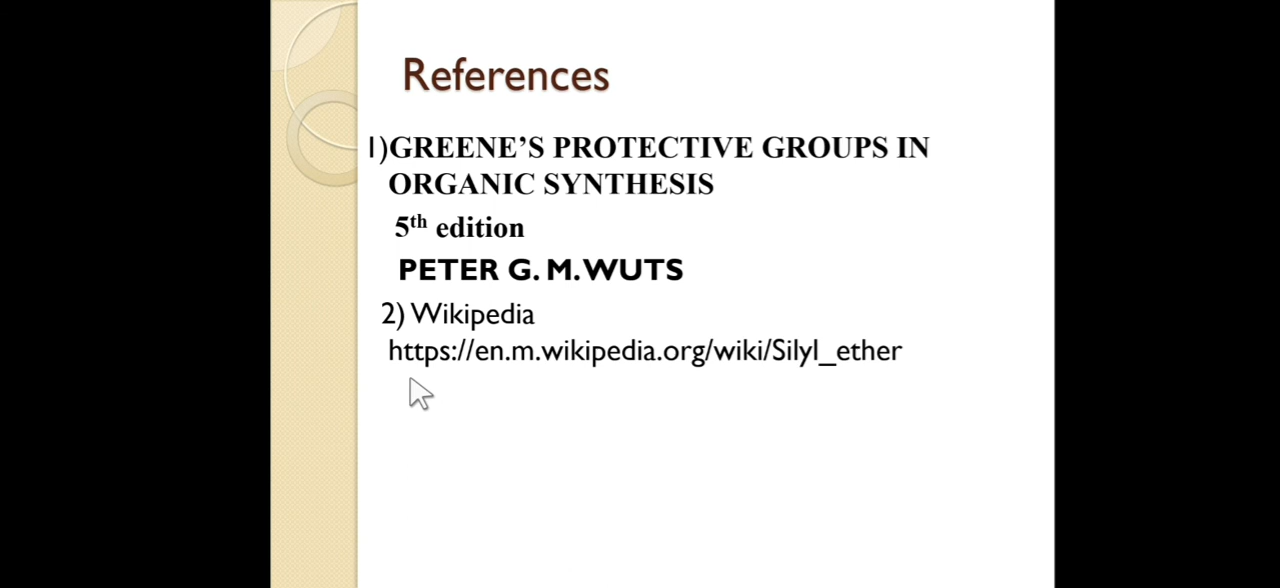 References
1)GREENE’S PROTECTIVE GROUPS IN
ORGANIC SYNTHESIS
5th edition
PETER G. M. WUTS
2) Wikipedia
https://en.m.wikipedia.org/wiki/Silyl_ether